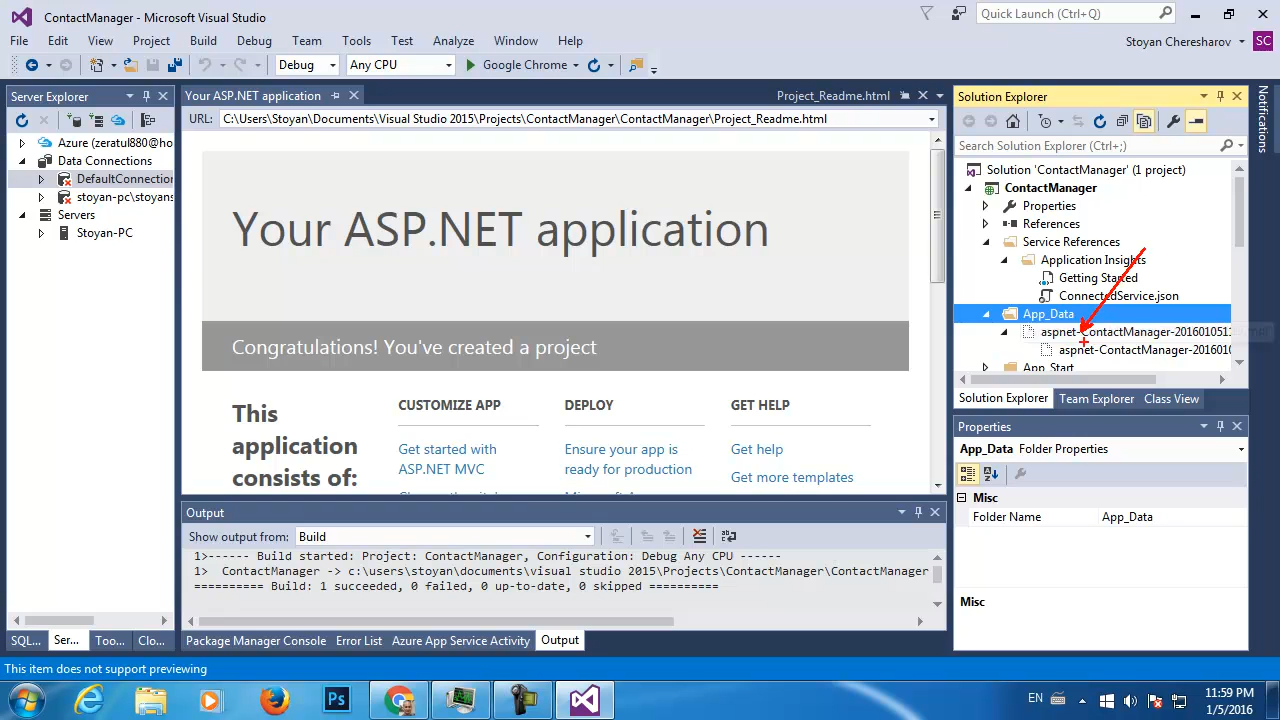 ContactManager - Microsoft Visual Studio
Quick Launch (Ctrl+Q)
File Edit View Project Build Debug Team Tools Test Analyze Window Help
Stoyan Cheresharov SC
Debug Any CPU Google Chrome
Server Explorer
Azure (zeratul880@ho
Data Connections
DefaultConnection
stoyan-pc\stoyans
Servers
Stoyan-PC
SQL... Ser... Too... Clo...
Your ASP.NET application
Project_Readme.html
URL: C:\Users\Stoyan\Documents\Visual Studio 2015\Projects\ContactManager\ContactManager\Project_Readme.html
Your ASP.NET application
Congratulations! You've created a project
This
application
consists of:
CUSTOMIZE APP
Get started with
ASP.NET MVC
DEPLOY
Ensure your app is
ready for production
GET HELP
Get help
Get more templates
Output
Show output from: Build
1>------ Build started: Project: ContactManager, Configuration: Debug Any CPU ------
1> ContactManager -> c:\users\stoyan\documents\visual studio 2015\Projects\ContactManager\ContactManager
========== Build: 1 succeeded, 0 failed, 0 up-to-date, 0 skipped ==========
Package Manager Console Error List Azure App Service Activity Output
Solution Explorer
Search Solution Explorer (Ctrl+;)
Solution 'ContactManager' (1 project)
ContactManager
Properties
References
Service References
Application Insights
Getting Started
ConnectedService.json
App_Data
aspnet-ContactManager-201601051
aspnet-ContactManager-201601
App_Start
Solution Explorer Team Explorer Class View
Properties
App_Data Folder Properties
Misc
Folder Name App_Data
Misc
Notifications
This item does not support previewing
Ps
EN
11:59 PM
1/5/2016